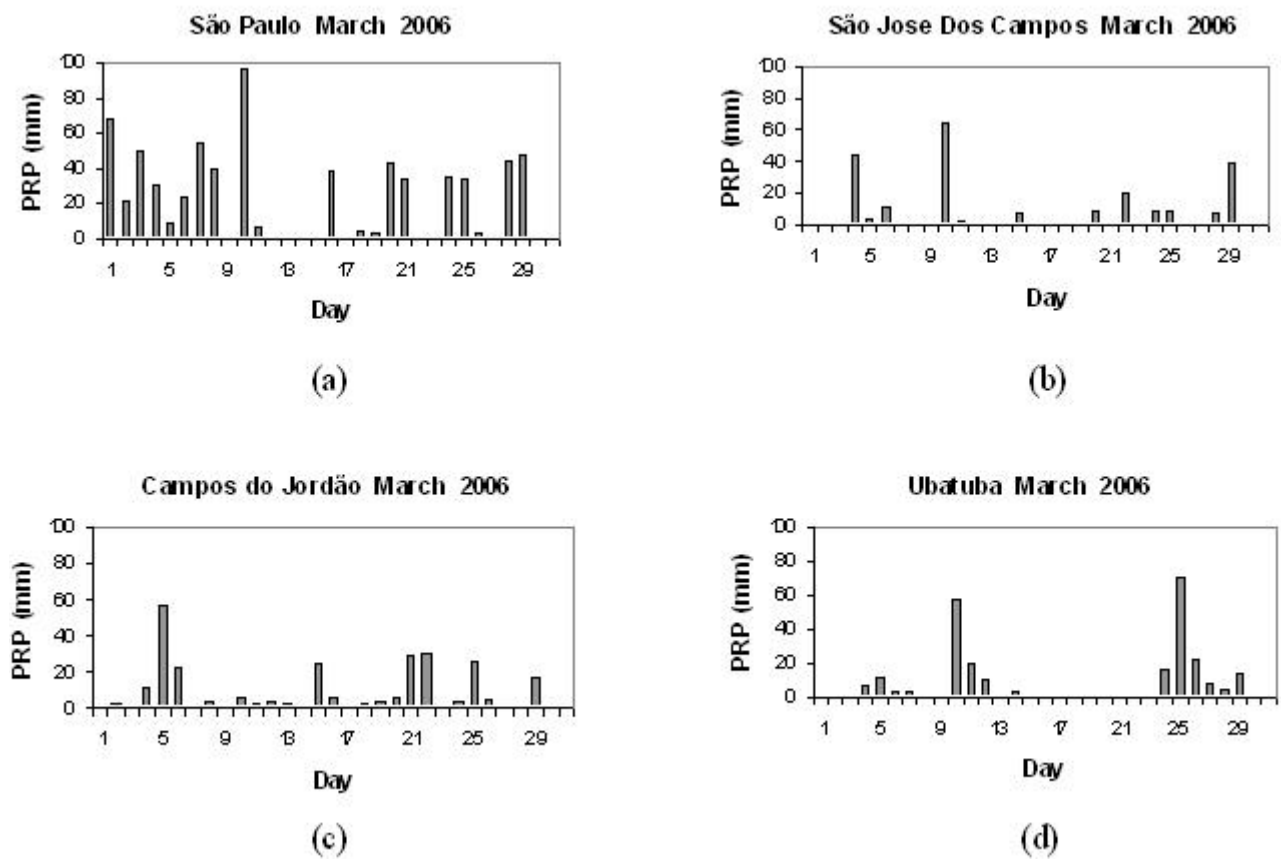 São Paulo March 2006
PRP (mm)
100
80
60
40
20
0
1 5 9 13 17 21 25 29
Day
(a)
São Jose Dos Campos March 2006
PRP (mm)
100
80
60
40
20
0
1 5 9 13 17 21 25 29
Day
(b)
Campos do Jordão March 2006
PRP (mm)
100
80
60
40
20
0
1 5 9 13 17 21 25 29
Day
(c)
Ubatuba March 2006
PRP (mm)
100
80
60
40
20
0
1 5 9 13 17 21 25 29
Day
(d)